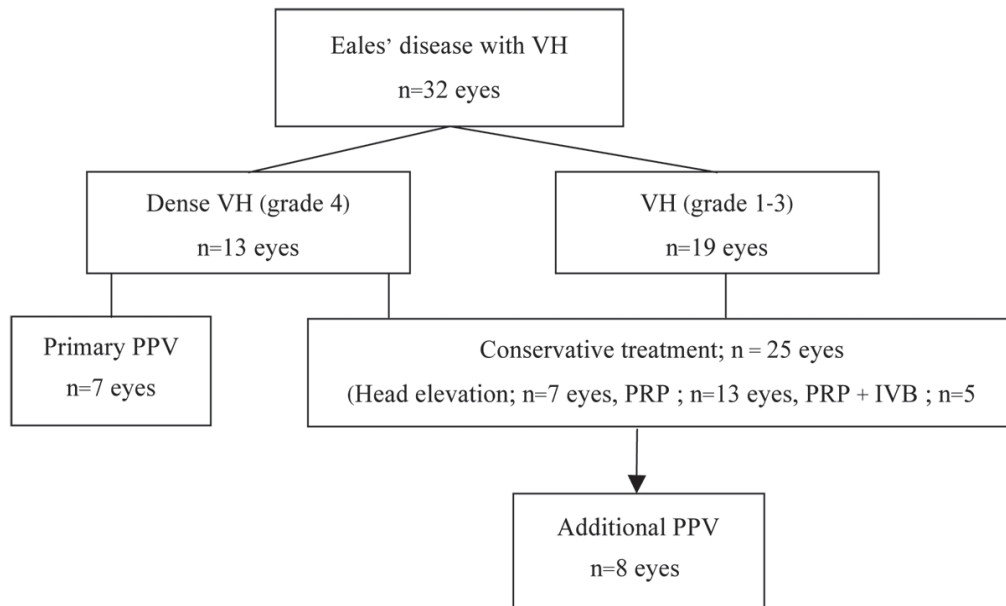 Eales’ disease with VH
n=32 eyes
Dense VH (grade 4)
n=13 eyes
VH (grade 1-3)
n=19 eyes
Primary PPV
n=7 eyes
Conservative treatment; n = 25 eyes
(Head elevation; n=7 eyes, PRP ; n=13 eyes, PRP + IVB ; n=5
Additional PPV
n=8 eyes